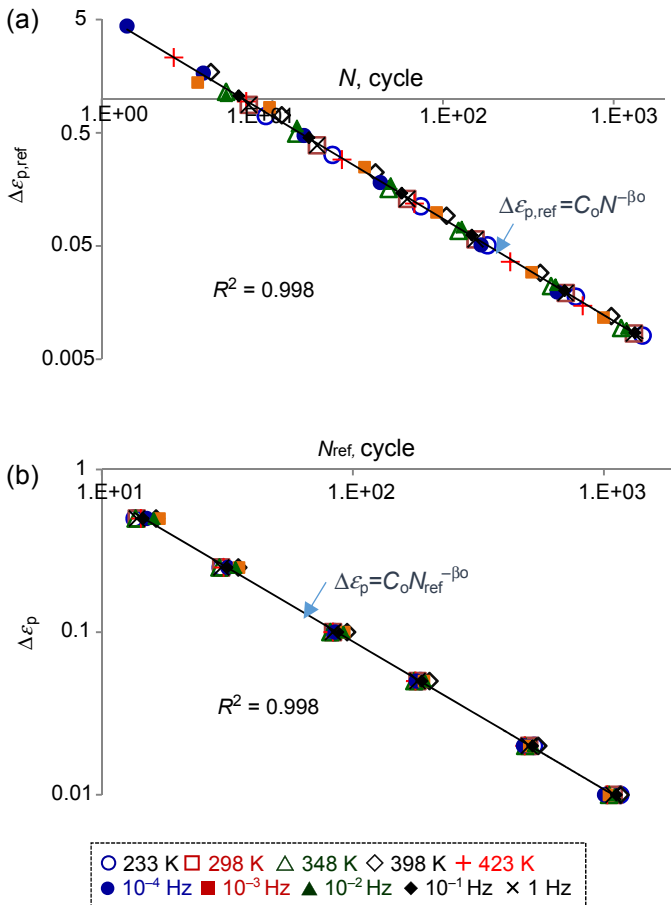 (a)
5
N, cycle
1.E+00
1.E+01
1.E+02
1.E+03
0.5
Δεp,ref
Δεp,ref=CoN−βo
0.05
R2 = 0.998
0.005
(b)
Nref, cycle
1
1.E+01
1.E+02
1.E+03
Δεp=CoNref−βo
Δεp
0.1
R2 = 0.998
0.01
233 K 298 K 348 K 398 K 423 K
10−4 Hz 10−3 Hz 10−2 Hz 10−1 Hz 1 Hz